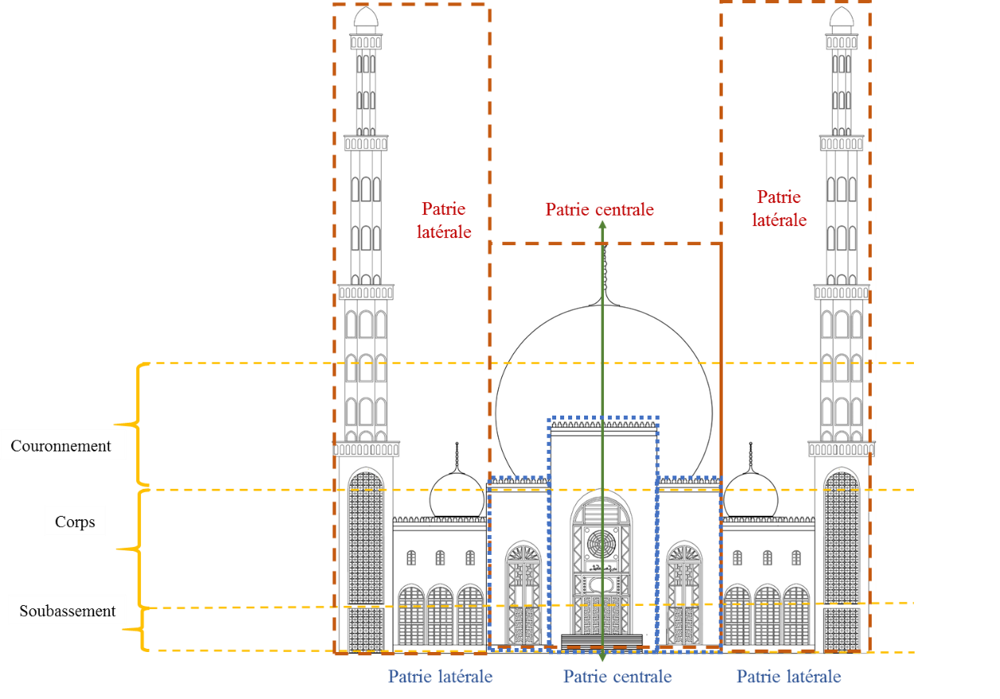 Patrie
latérale
Patrie centrale
Patrie
latérale
Couronnement
Corps
Soubassement
Patrie latérale
Patrie centrale
Patrie latérale